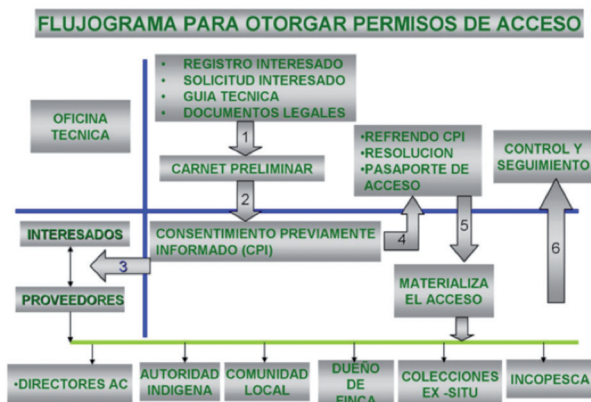 FLUJOGRAMA PARA OTORGAR PERMISOS DE ACCESO
• REGISTRO INTERESADO
• SOLICITUD INTERESADO
• GUIA TECNICA
• DOCUMENTOS LEGALES
OFICINA
TECNICA
1
CARNET PRELIMINAR
•REFRENDO CPI
•RESOLUCION
•PASAPORTE DE
ACCESO
CONTROL Y
SEGUIMIENTO
2
INTERESADOS
CONSENTIMIENTO PREVIAMENTE
INFORMADO (CPI)
3
4
5
6
PROVEEDORES
MATERIALIZA
EL ACCESO
•DIRECTORES AC
AUTORIDAD
INDIGENA
COMUNIDAD
LOCAL
DUEÑO
DE
FINCA
COLECCIONES
EX -SITU
INCOPESCA